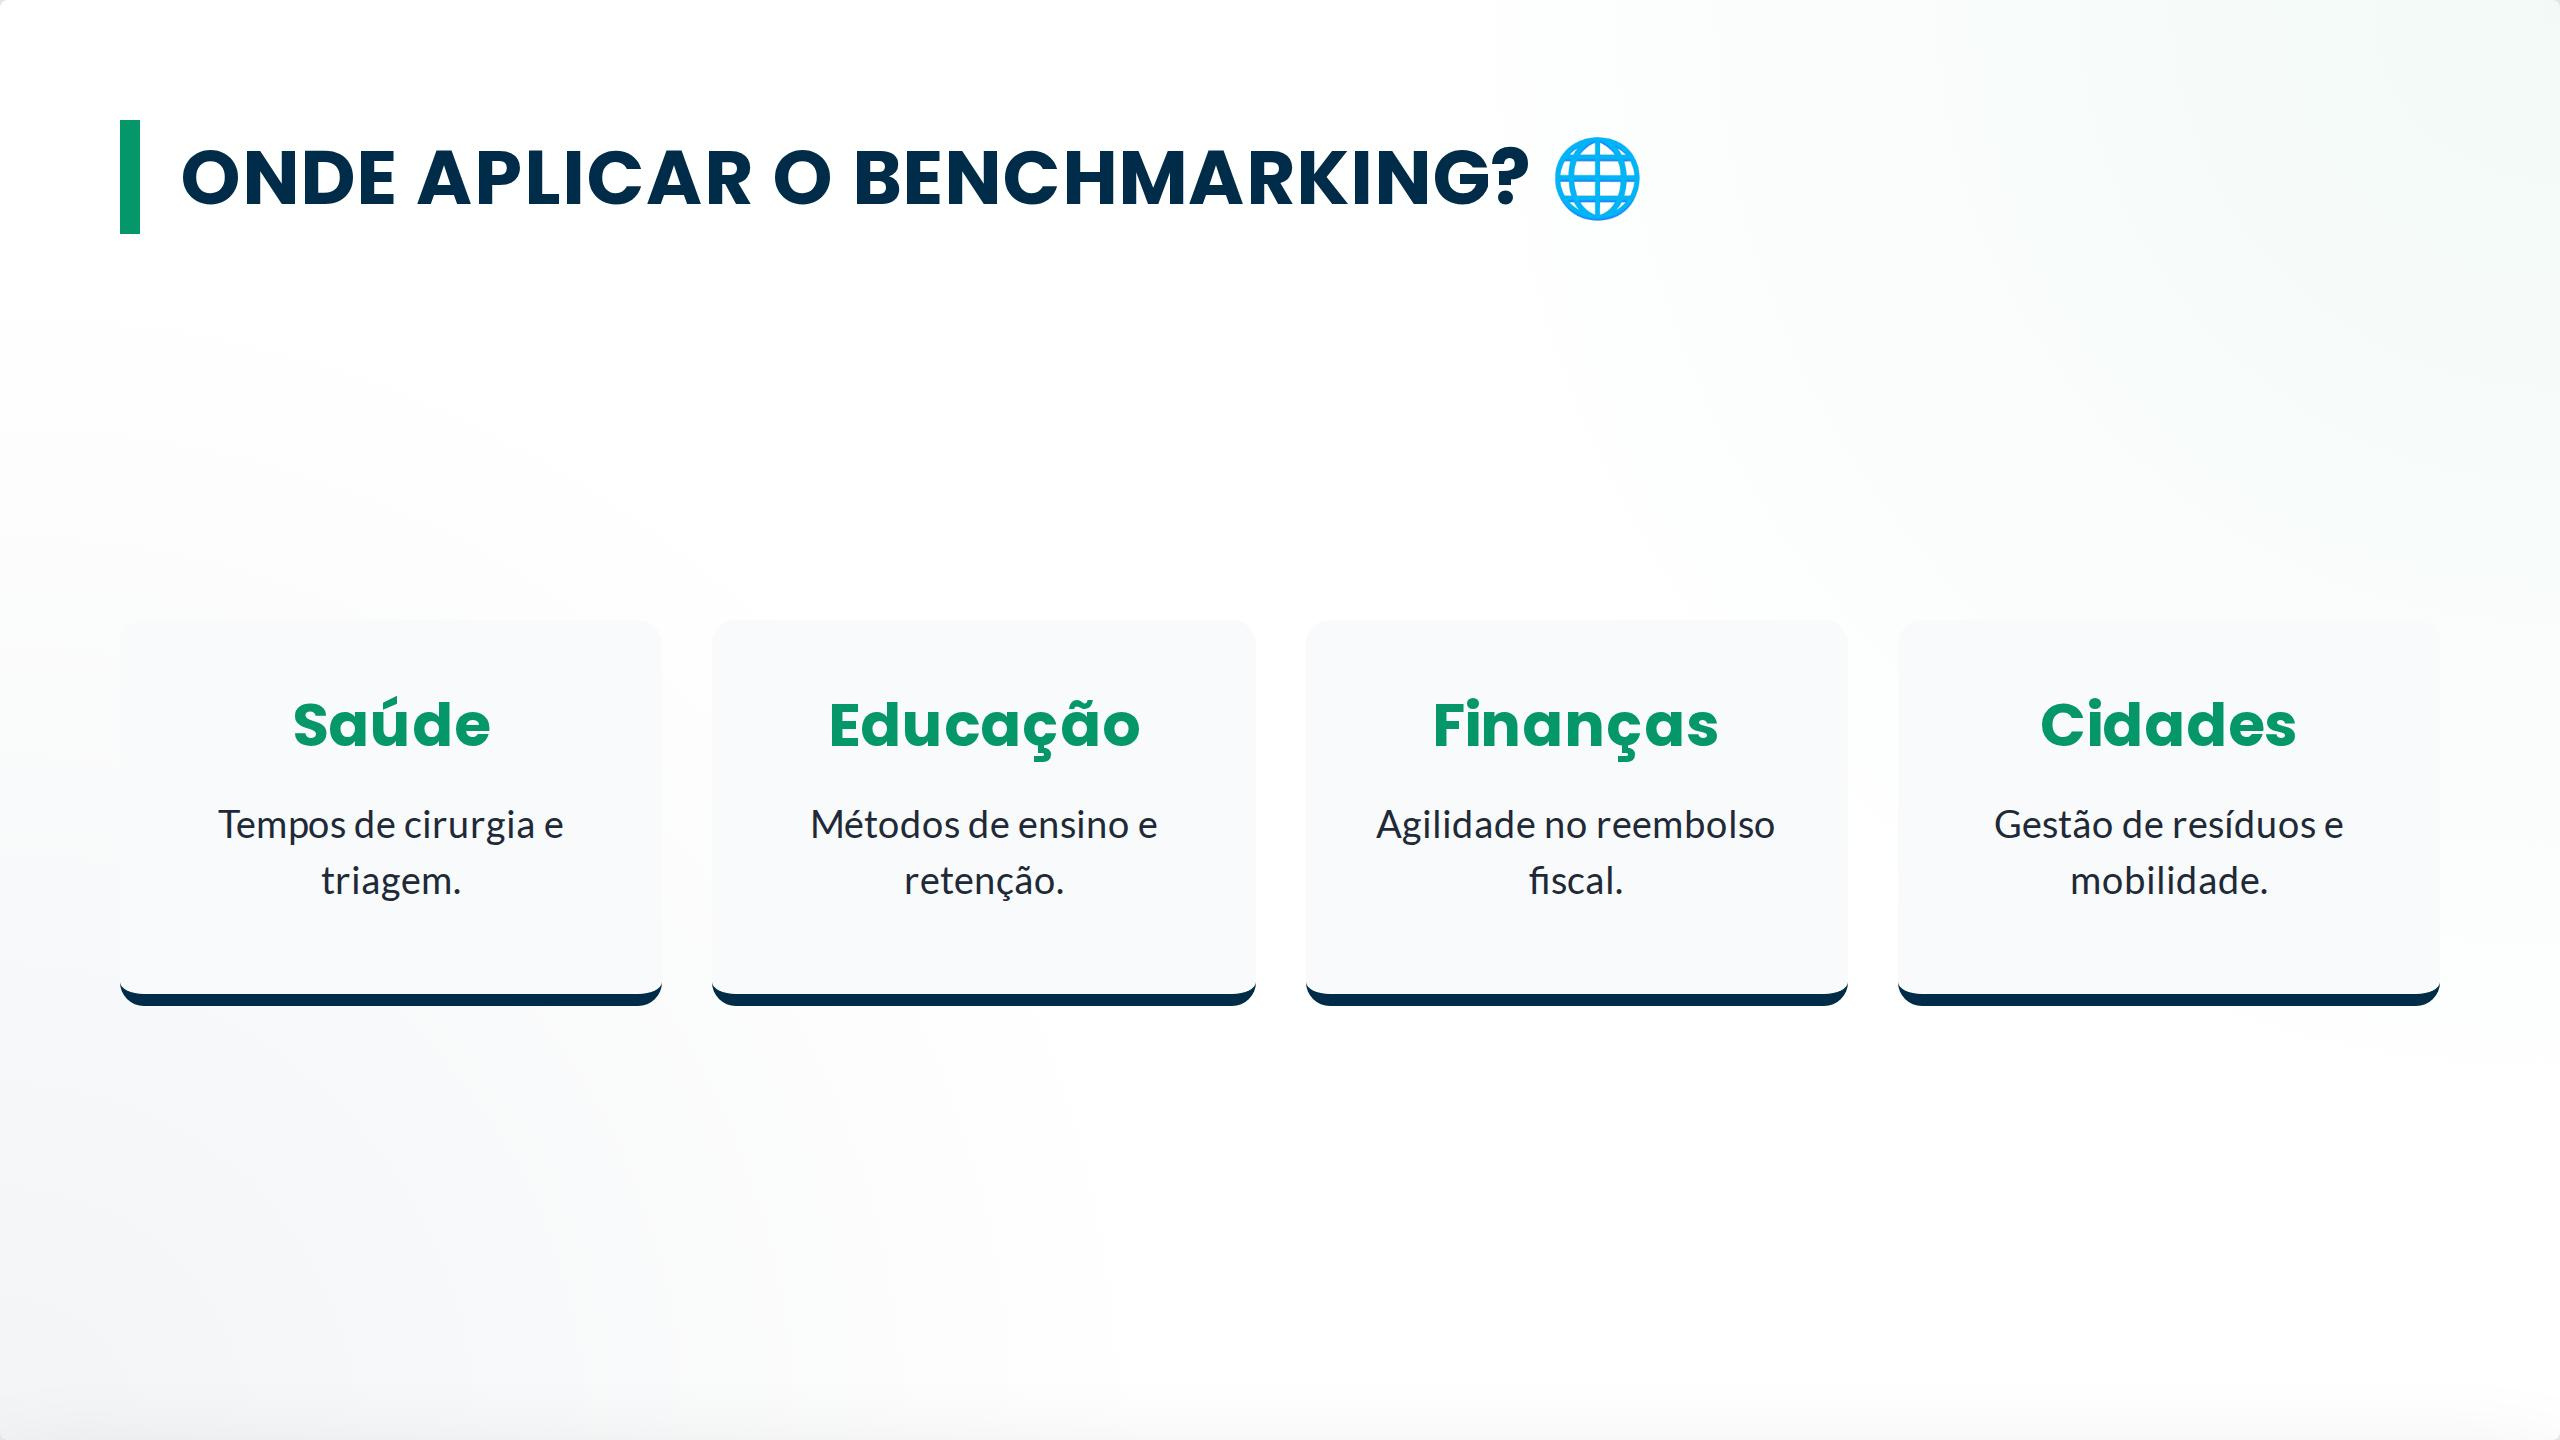 ONDE APLICAR O BENCHMARKING? 🌐
Saúde
Tempos de cirurgia e
triagem.
Educação
Métodos de ensino e
retenção.
Finanças
Agilidade no reembolso
fiscal.
Cidades
Gestão de resíduos e
mobilidade.